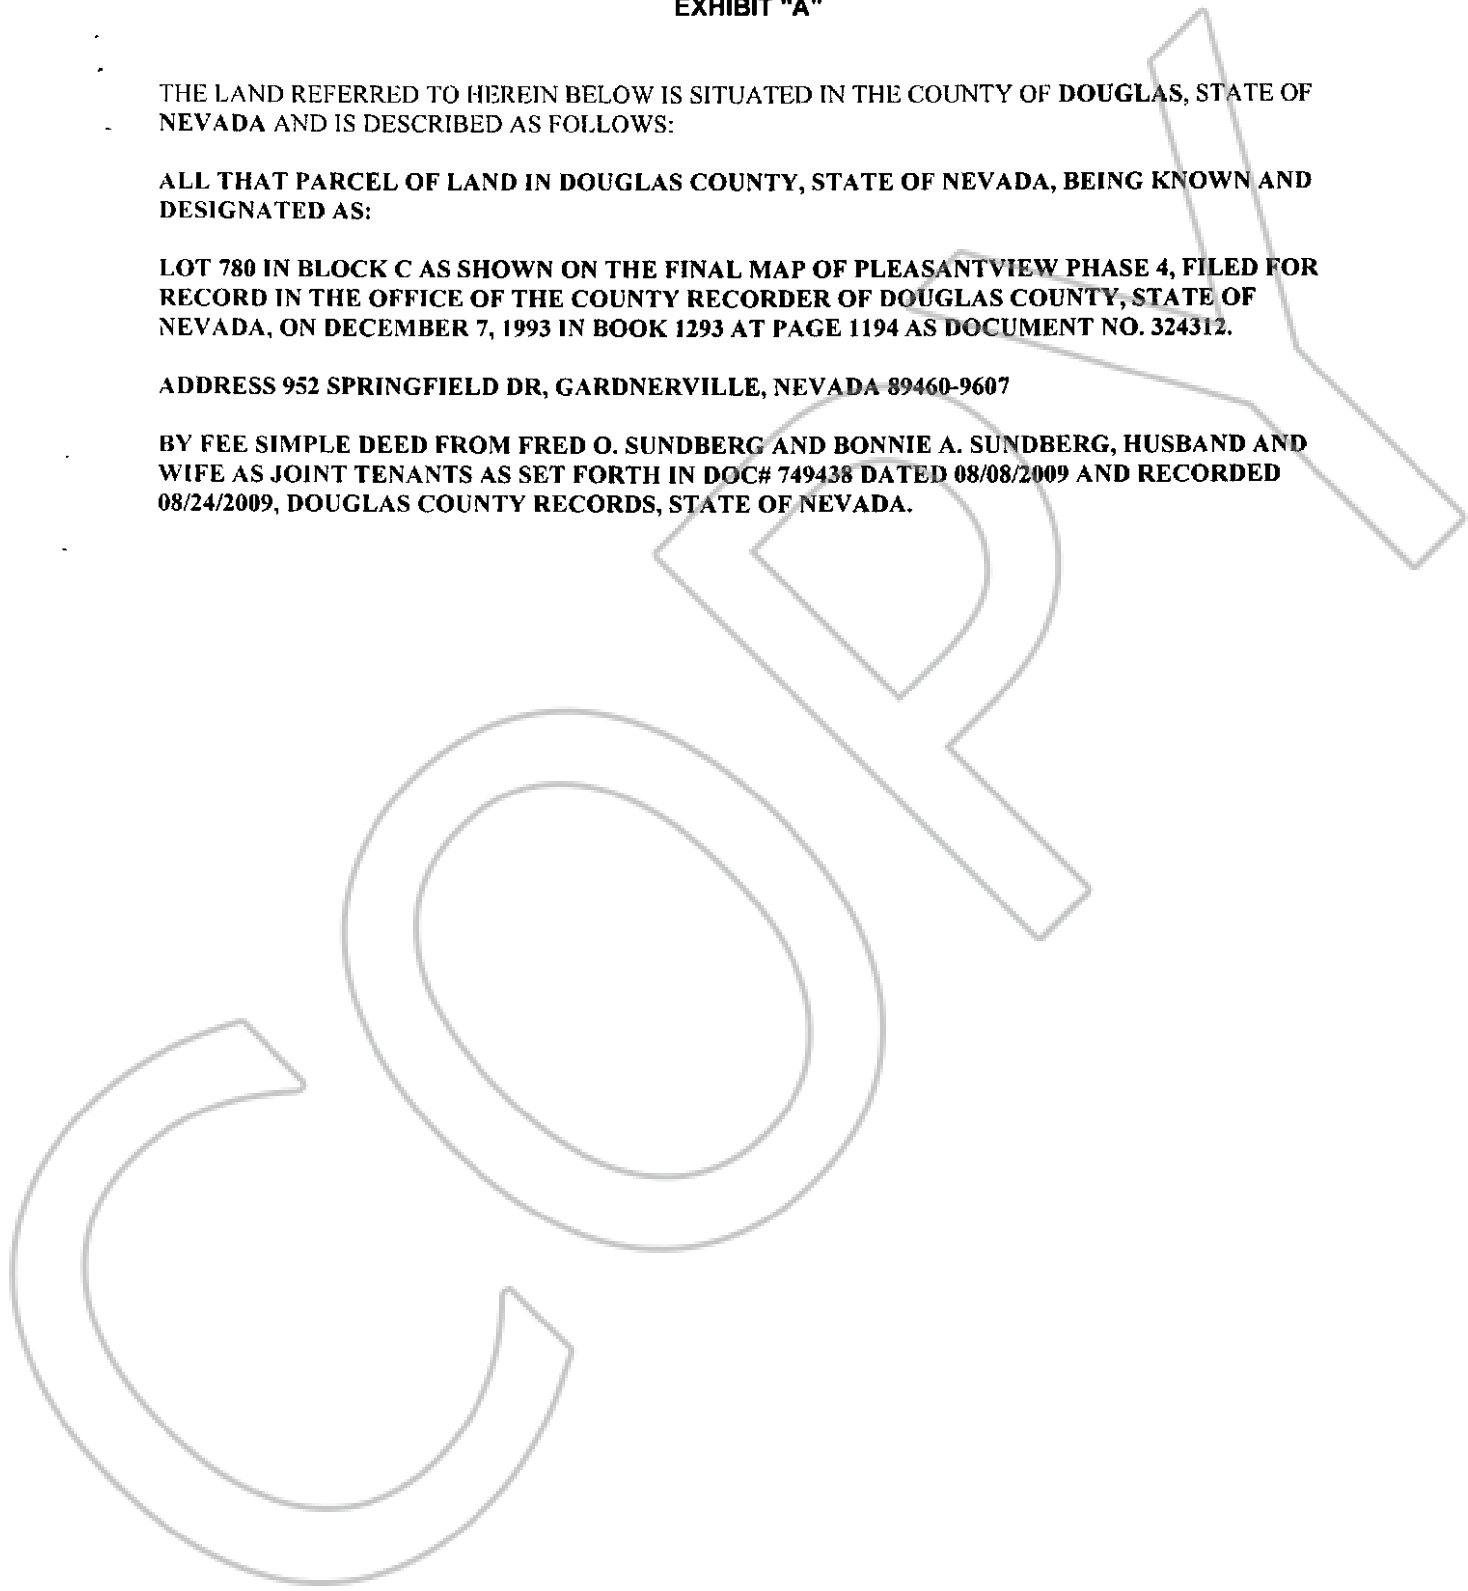 EXHIBIT "A"
THE LAND REFERRED TO HEREIN BELOW IS SITUATED IN THE COUNTY OF DOUGLAS, STATE OF
NEVADA AND IS DESCRIBED AS FOLLOWS:
ALL THAT PARCEL OF LAND IN DOUGLAS COUNTY, STATE OF NEVADA, BEING KNOWN AND
DESIGNATED AS:
LOT 780 IN BLOCK C AS SHOWN ON THE FINAL MAP OF PLEASANTVIEW PHASE 4, FILED FOR
RECORD IN THE OFFICE OF THE COUNTY RECORDER OF DOUGLAS COUNTY, STATE OF
NEVADA, ON DECEMBER 7, 1993 IN BOOK 1293 AT PAGE 1194 AS DOCUMENT NO. 324312.
ADDRESS 952 SPRINGFIELD DR, GARDNERVILLE, NEVADA 89460-9607
BY FEE SIMPLE DEED FROM FRED O. SUNDBERG AND BONNIE A. SUNDBERG, HUSBAND AND
WIFE AS JOINT TENANTS AS SET FORTH IN DOC# 749438 DATED 08/08/2009 AND RECORDED
08/24/2009, DOUGLAS COUNTY RECORDS, STATE OF NEVADA.
COPY